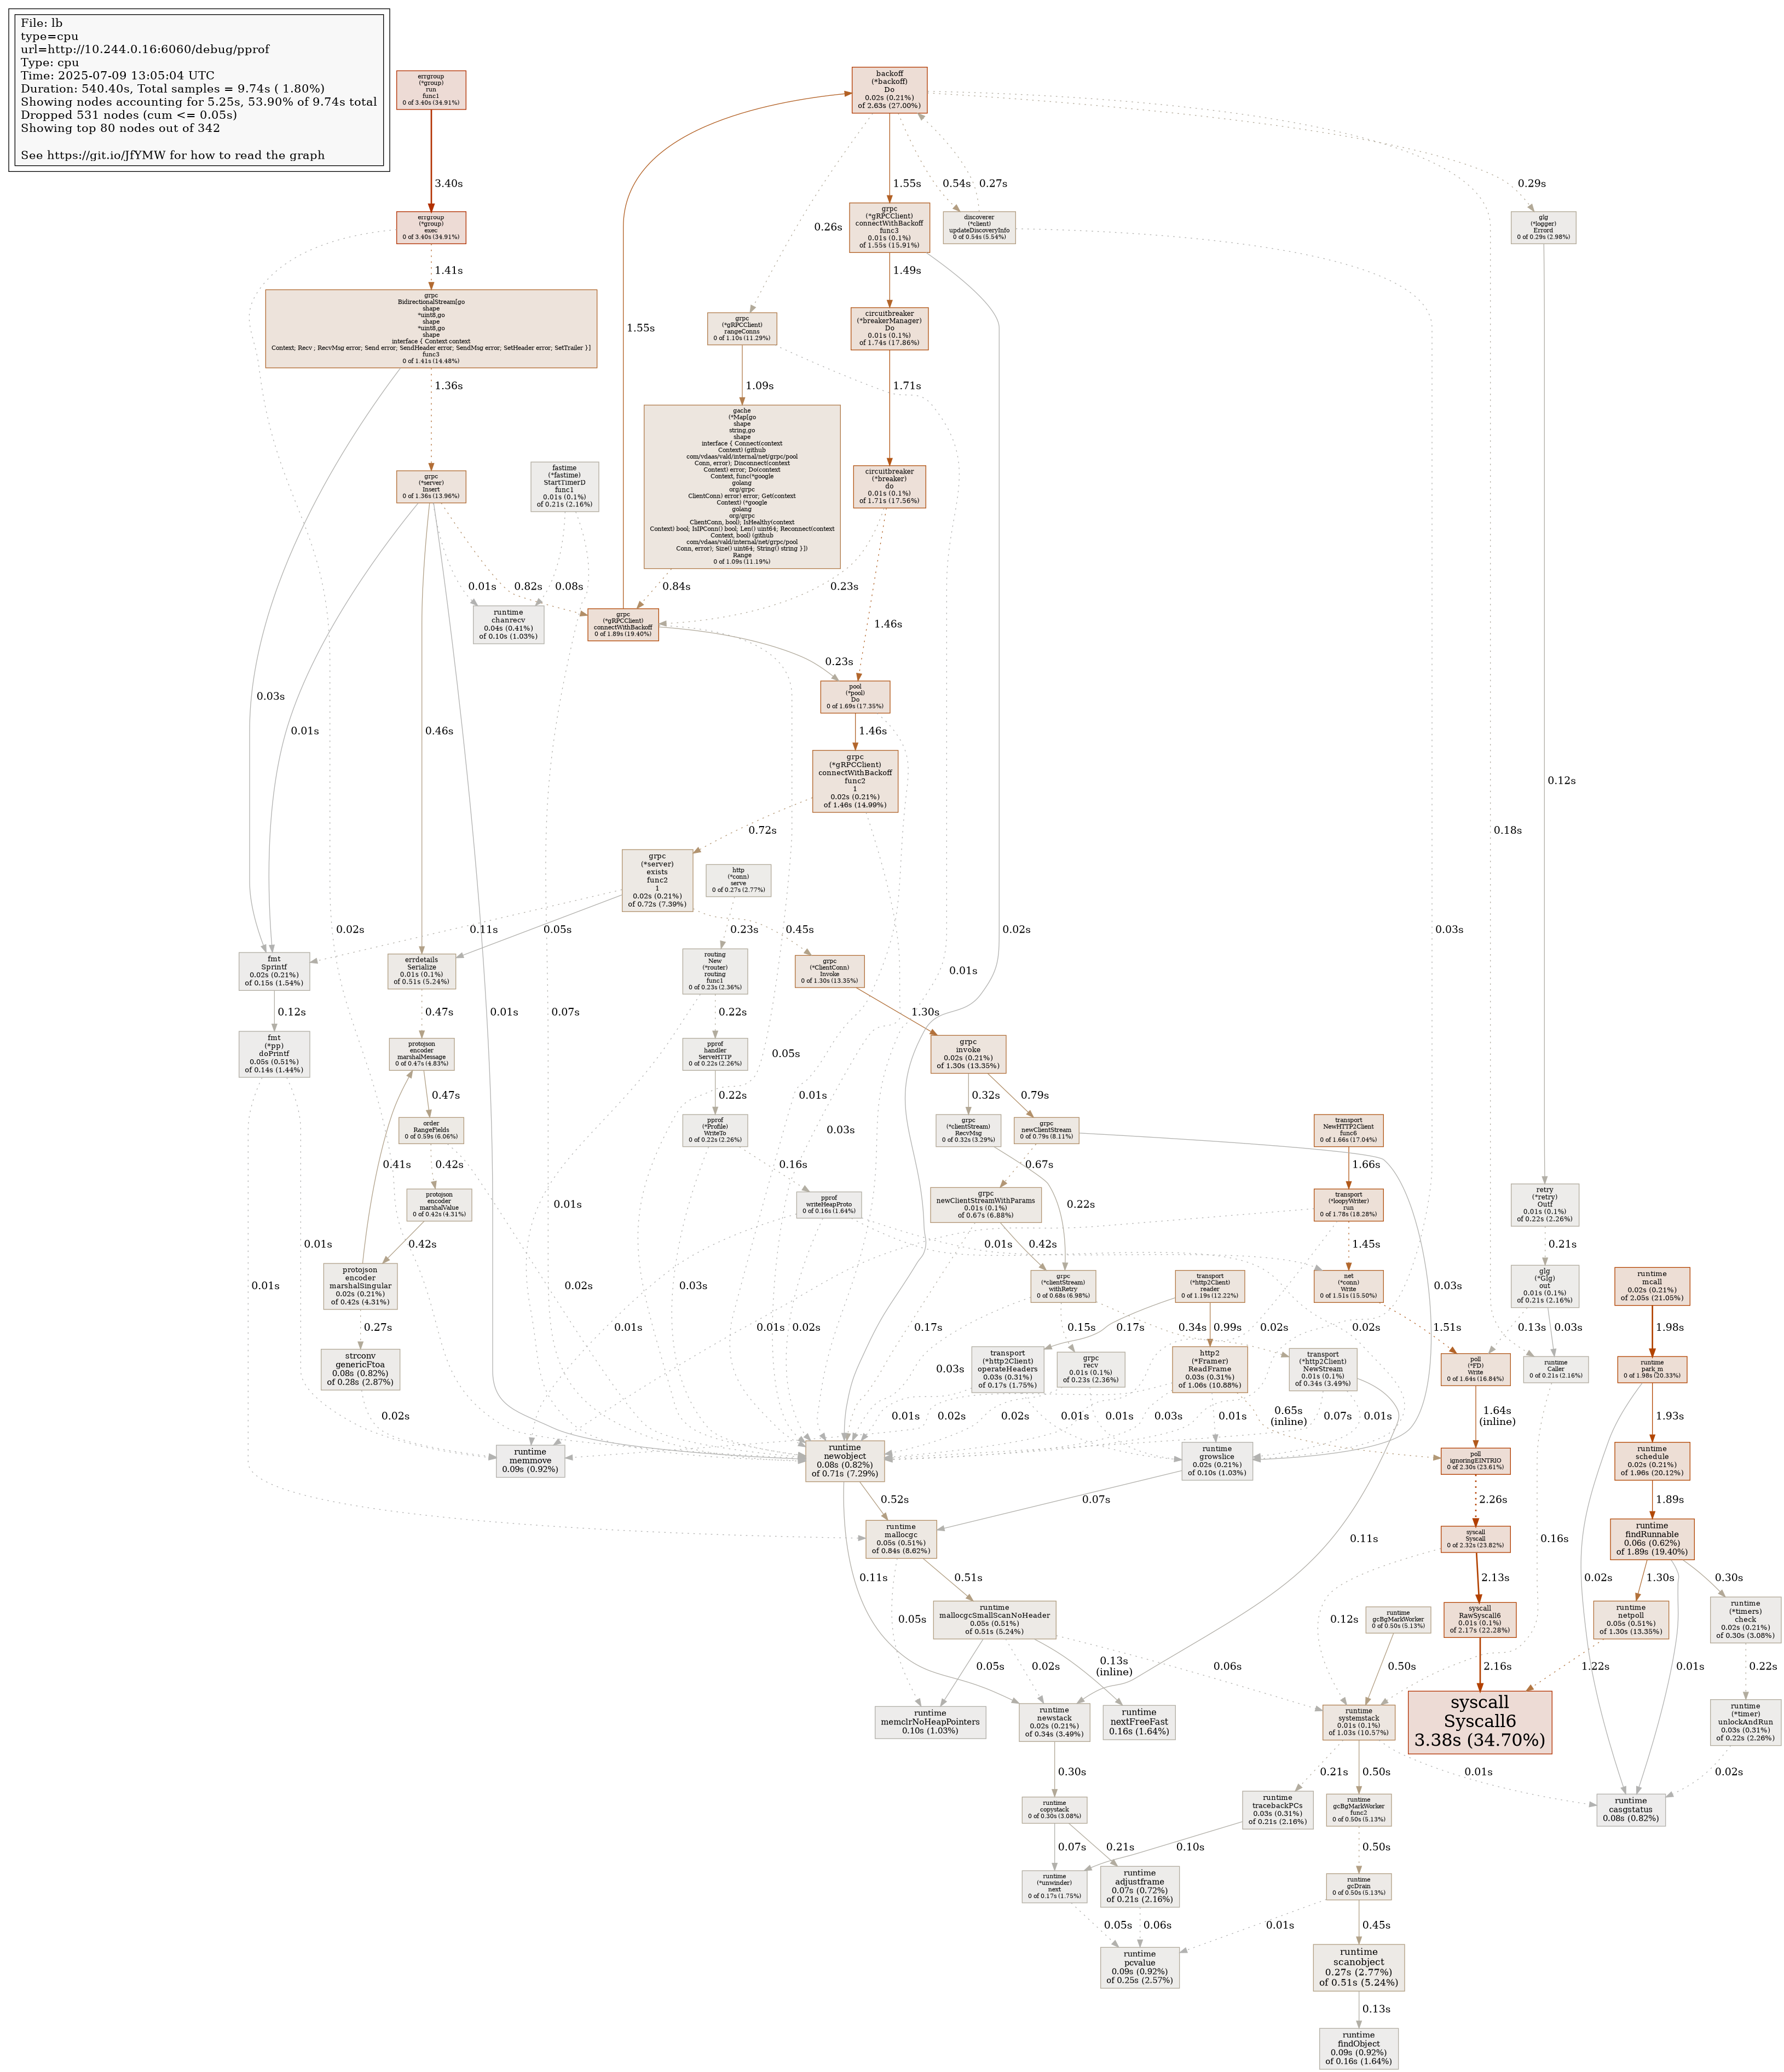 File: lb
type=cpu
url=http://10.244.0.16:6060/debug/pprof
Type: cpu
Time: 2025-07-09 13:05:04 UTC
Duration: 540.40s, Total samples = 9.74s ( 1.80%)
Showing nodes accounting for 5.25s, 53.90% of 9.74s total
Dropped 531 nodes (cum <= 0.05s)
Showing top 80 nodes out of 342
See https://git.io/JfYMW for how to read the graph
errgroup
(*group)
run
func1
0 of 3.40s (34.91%)
backoff
(*backoff)
Do
0.02s (0.21%)
of 2.63s (27.00%)
3.40s
1.55s
0.54s
0.27s
0.29s
errgroup
(*group)
exec
0 of 3.40s (34.91%)
0.26s
grpc
(*gRPCClient)
connectWithBackoff
func3
0.01s (0.1%)
of 1.55s (15.91%)
discoverer
(*client)
updateDiscoveryInfo
0 of 0.54s (5.54%)
glg
(*logger)
Errord
0 of 0.29s (2.98%)
1.41s
1.49s
grpc
BidirectionalStream[go
shape
*uint8,go
shape
*uint8,go
shape
interface { Context context
Context; Recv ; RecvMsg error; Send error; SendHeader error; SendMsg error; SetHeader error; SetTrailer }]
func3
0 of 1.41s (14.48%)
1.55s
grpc
(*gRPCClient)
rangeConns
0 of 1.10s (11.29%)
circuitbreaker
(*breakerManager)
Do
0.01s (0.1%)
of 1.74s (17.86%)
1.36s
1.09s
1.71s
gache
(*Map[go
shape
string,go
shape
interface { Connect(context
Context) (github
com/vdaas/vald/internal/net/grpc/pool
Conn, error); Disconnect(context
Context) error; Do(context
Context, func(*google
golang
org/grpc
ClientConn) error) error; Get(context
Context) (*google
golang
org/grpc
ClientConn, bool); IsHealthy(context
Context) bool; IsIPConn() bool; Len() uint64; Reconnect(context
Context, bool) (github
com/vdaas/vald/internal/net/grpc/pool
Conn, error); Size() uint64; String() string }])
Range
0 of 1.09s (11.19%)
grpc
(*server)
Insert
0 of 1.36s (13.96%)
fastime
(*fastime)
StartTimerD
func1
0.01s (0.1%)
of 0.21s (2.16%)
circuitbreaker
(*breaker)
do
0.01s (0.1%)
of 1.71s (17.56%)
0.01s
0.82s
0.08s
0.84s
0.23s
runtime
chanrecv
0.04s (0.41%)
of 0.10s (1.03%)
grpc
(*gRPCClient)
connectWithBackoff
0 of 1.89s (19.40%)
1.46s
0.23s
0.03s
0.01s
0.46s
pool
(*pool)
Do
0 of 1.69s (17.35%)
1.46s
0.12s
grpc
(*gRPCClient)
connectWithBackoff
func2
1
0.02s (0.21%)
of 1.46s (14.99%)
0.72s
0.18s
grpc
(*server)
exists
func2
1
0.02s (0.21%)
of 0.72s (7.39%)
http
(*conn)
serve
0 of 0.27s (2.77%)
0.02s
0.11s
0.05s
0.23s
0.45s
0.02s
0.03s
fmt
Sprintf
0.02s (0.21%)
of 0.15s (1.54%)
errdetails
Serialize
0.01s (0.1%)
of 0.51s (5.24%)
routing
New
(*router)
routing
func1
0 of 0.23s (2.36%)
grpc
(*ClientConn)
Invoke
0 of 1.30s (13.35%)
0.01s
0.12s
0.47s
0.01s
0.07s
0.22s
1.30s
fmt
(*pp)
doPrintf
0.05s (0.51%)
of 0.14s (1.44%)
protojson
encoder
marshalMessage
0 of 0.47s (4.83%)
pprof
handler
ServeHTTP
0 of 0.22s (2.26%)
0.05s
grpc
invoke
0.02s (0.21%)
of 1.30s (13.35%)
0.47s
0.22s
0.01s
0.32s
0.79s
order
RangeFields
0 of 0.59s (6.06%)
pprof
(*Profile)
WriteTo
0 of 0.22s (2.26%)
0.03s
grpc
(*clientStream)
RecvMsg
0 of 0.32s (3.29%)
grpc
newClientStream
0 of 0.79s (8.11%)
transport
NewHTTP2Client
func6
0 of 1.66s (17.04%)
0.41s
0.42s
0.16s
0.67s
1.66s
0.01s
protojson
encoder
marshalValue
0 of 0.42s (4.31%)
pprof
writeHeapProto
0 of 0.16s (1.64%)
grpc
newClientStreamWithParams
0.01s (0.1%)
of 0.67s (6.88%)
0.22s
transport
(*loopyWriter)
run
0 of 1.78s (18.28%)
retry
(*retry)
Outf
0.01s (0.1%)
of 0.22s (2.26%)
0.01s
0.42s
0.01s
0.42s
1.45s
0.21s
protojson
encoder
marshalSingular
0.02s (0.21%)
of 0.42s (4.31%)
0.01s
0.02s
0.03s
grpc
(*clientStream)
withRetry
0 of 0.68s (6.98%)
transport
(*http2Client)
reader
0 of 1.19s (12.22%)
net
(*conn)
Write
0 of 1.51s (15.50%)
0.03s
glg
(*Glg)
out
0.01s (0.1%)
of 0.21s (2.16%)
runtime
mcall
0.02s (0.21%)
of 2.05s (21.05%)
0.27s
0.01s
0.01s
0.02s
0.17s
0.15s
0.17s
0.34s
0.99s
0.02s
0.02s
1.51s
0.13s
0.03s
1.98s
strconv
genericFtoa
0.08s (0.82%)
of 0.28s (2.87%)
0.03s
transport
(*http2Client)
operateHeaders
0.03s (0.31%)
of 0.17s (1.75%)
grpc
recv
0.01s (0.1%)
of 0.23s (2.36%)
http2
(*Framer)
ReadFrame
0.03s (0.31%)
of 1.06s (10.88%)
transport
(*http2Client)
NewStream
0.01s (0.1%)
of 0.34s (3.49%)
poll
(*FD)
Write
0 of 1.64s (16.84%)
runtime
Caller
0 of 0.21s (2.16%)
runtime
park_m
0 of 1.98s (20.33%)
0.02s
0.01s
0.02s
0.02s
0.01s
0.01s
0.03s
0.01s
0.65s
(inline)
0.07s
0.01s
1.64s
(inline)
1.93s
runtime
memmove
0.09s (0.92%)
runtime
newobject
0.08s (0.82%)
of 0.71s (7.29%)
runtime
growslice
0.02s (0.21%)
of 0.10s (1.03%)
poll
ignoringEINTRIO
0 of 2.30s (23.61%)
runtime
schedule
0.02s (0.21%)
of 1.96s (20.12%)
0.52s
0.07s
2.26s
1.89s
runtime
mallocgc
0.05s (0.51%)
of 0.84s (8.62%)
0.11s
syscall
Syscall
0 of 2.32s (23.82%)
0.16s
runtime
findRunnable
0.06s (0.62%)
of 1.89s (19.40%)
0.11s
0.51s
2.13s
0.02s
1.30s
0.30s
0.05s
runtime
mallocgcSmallScanNoHeader
0.05s (0.51%)
of 0.51s (5.24%)
0.12s
runtime
gcBgMarkWorker
0 of 0.50s (5.13%)
syscall
RawSyscall6
0.01s (0.1%)
of 2.17s (22.28%)
runtime
netpoll
0.05s (0.51%)
of 1.30s (13.35%)
runtime
(*timers)
check
0.02s (0.21%)
of 0.30s (3.08%)
0.05s
0.02s
0.13s
(inline)
0.06s
0.50s
2.16s
1.22s
0.01s
0.22s
runtime
memclrNoHeapPointers
0.10s (1.03%)
runtime
newstack
0.02s (0.21%)
of 0.34s (3.49%)
runtime
nextFreeFast
0.16s (1.64%)
runtime
systemstack
0.01s (0.1%)
of 1.03s (10.57%)
syscall
Syscall6
3.38s (34.70%)
runtime
(*timer)
unlockAndRun
0.03s (0.31%)
of 0.22s (2.26%)
0.30s
0.21s
0.50s
0.01s
0.02s
runtime
copystack
0 of 0.30s (3.08%)
runtime
tracebackPCs
0.03s (0.31%)
of 0.21s (2.16%)
runtime
gcBgMarkWorker
func2
0 of 0.50s (5.13%)
runtime
casgstatus
0.08s (0.82%)
0.07s
0.21s
0.10s
0.50s
runtime
(*unwinder)
next
0 of 0.17s (1.75%)
runtime
adjustframe
0.07s (0.72%)
of 0.21s (2.16%)
runtime
gcDrain
0 of 0.50s (5.13%)
0.05s
0.06s
0.01s
0.45s
runtime
pcvalue
0.09s (0.92%)
of 0.25s (2.57%)
runtime
scanobject
0.27s (2.77%)
of 0.51s (5.24%)
0.13s
runtime
findObject
0.09s (0.92%)
of 0.16s (1.64%)